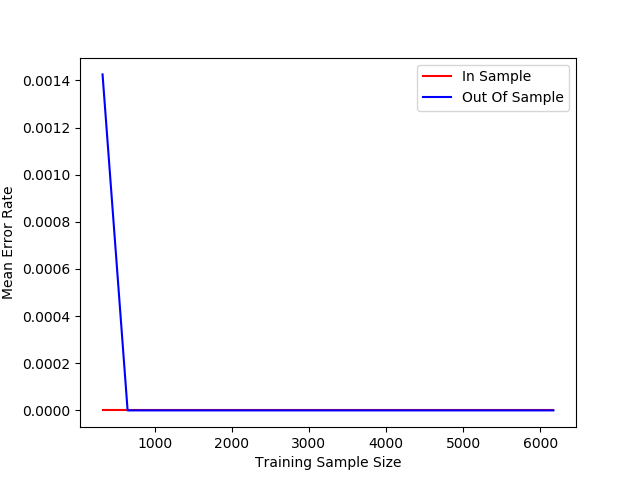 In Sample
Out Of Sample
Mean Error Rate
0.0014
0.0012
0.0010
0.0008
0.0006
0.0004
0.0002
0.0000
1000 2000 3000 4000 5000 6000
Training Sample Size